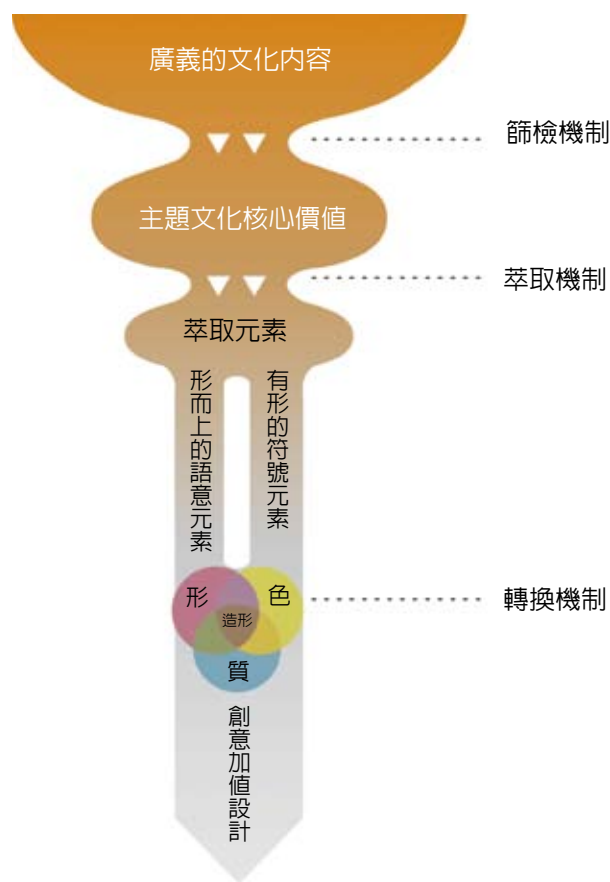 廣義的文化内容
篩檢機制
主題文化核心價值
萃取機制
萃取元素
形而上的語意元素
有形的符號元素
形
色
造形
質
轉換機制
創意加值設計